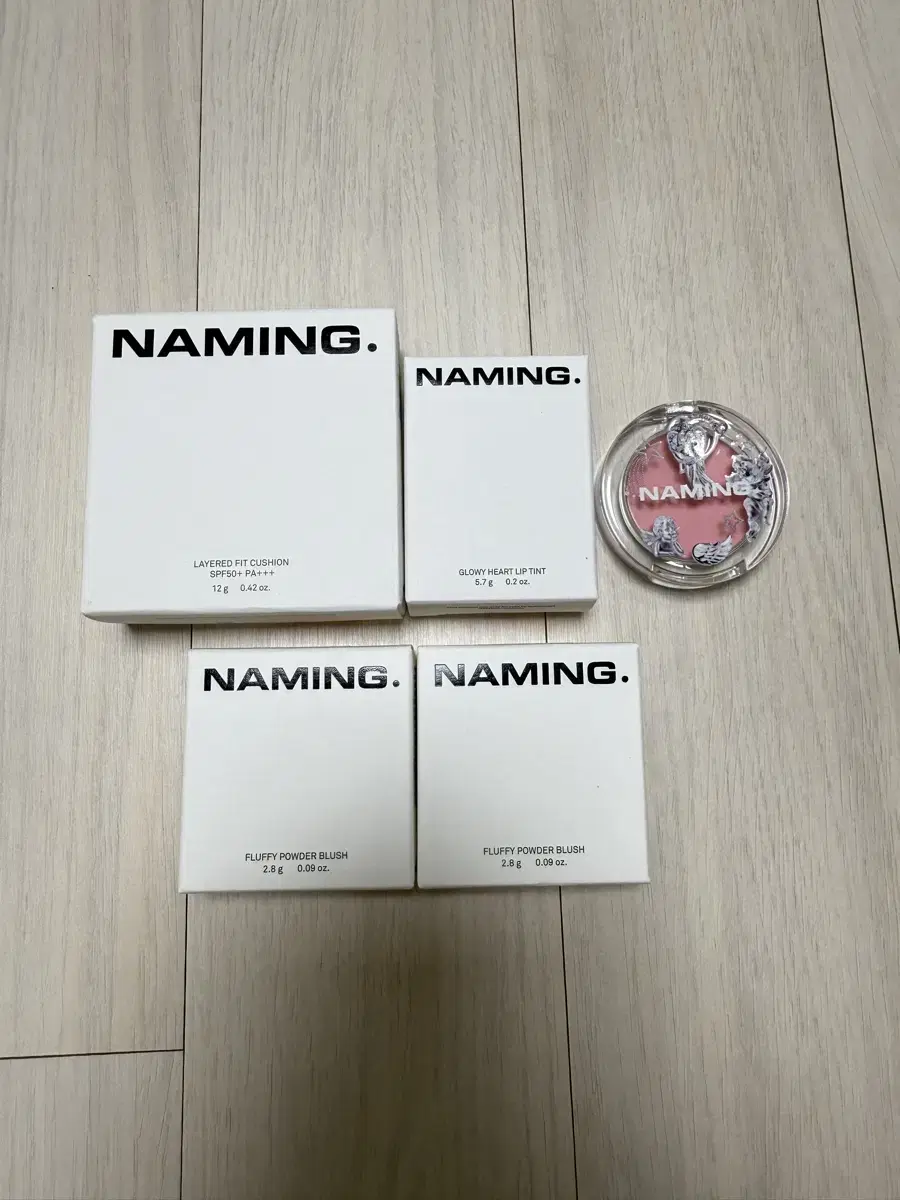 NAMING.
LAYERED FIT CUSHION
SPF50+ PA+++
12 g 0.42 oz.
NAMING.
GLOWY HEART LIP TINT
5.7 g 0.2 oz.
NAMING
NAMING.
FLUFFY POWDER BLUSH
2.8 g 0.09 oz.
NAMING.
FLUFFY POWDER BLUSH
2.8 g 0.09 oz.